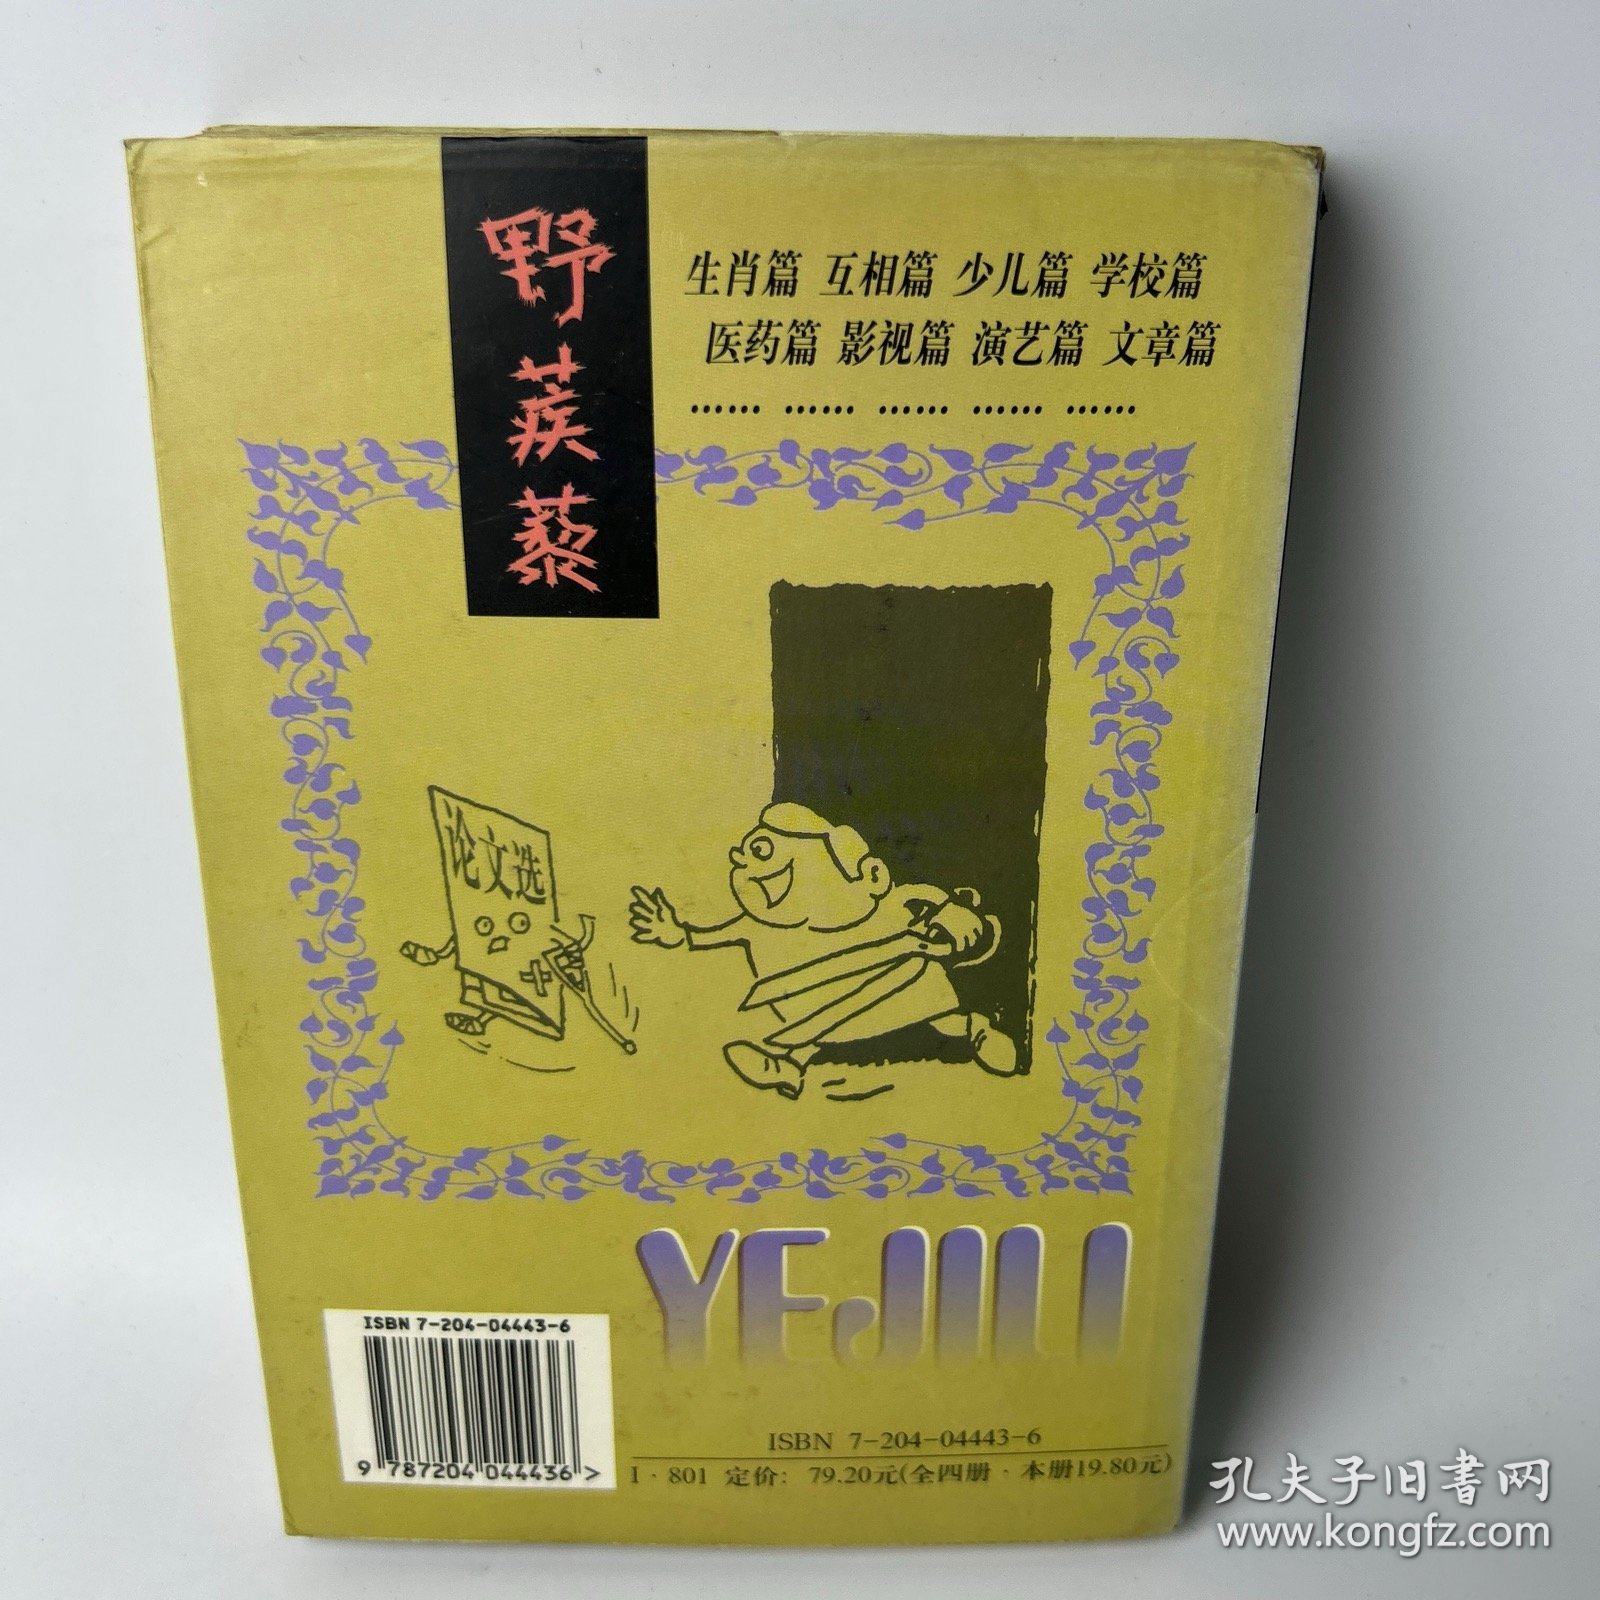 野蒺藜
生肖篇 互相篇 少儿篇 学校篇
医药篇 影视篇 演艺篇 文章篇
…… …… …… …… ……
论文选
YEJILI
ISBN 7-204-04443-6
9 787204 044436 >
ISBN 7-204-04443-6
I·801 定价：79.20元(全四册·本册19.80元)
孔夫子旧书网
www.kongfz.com